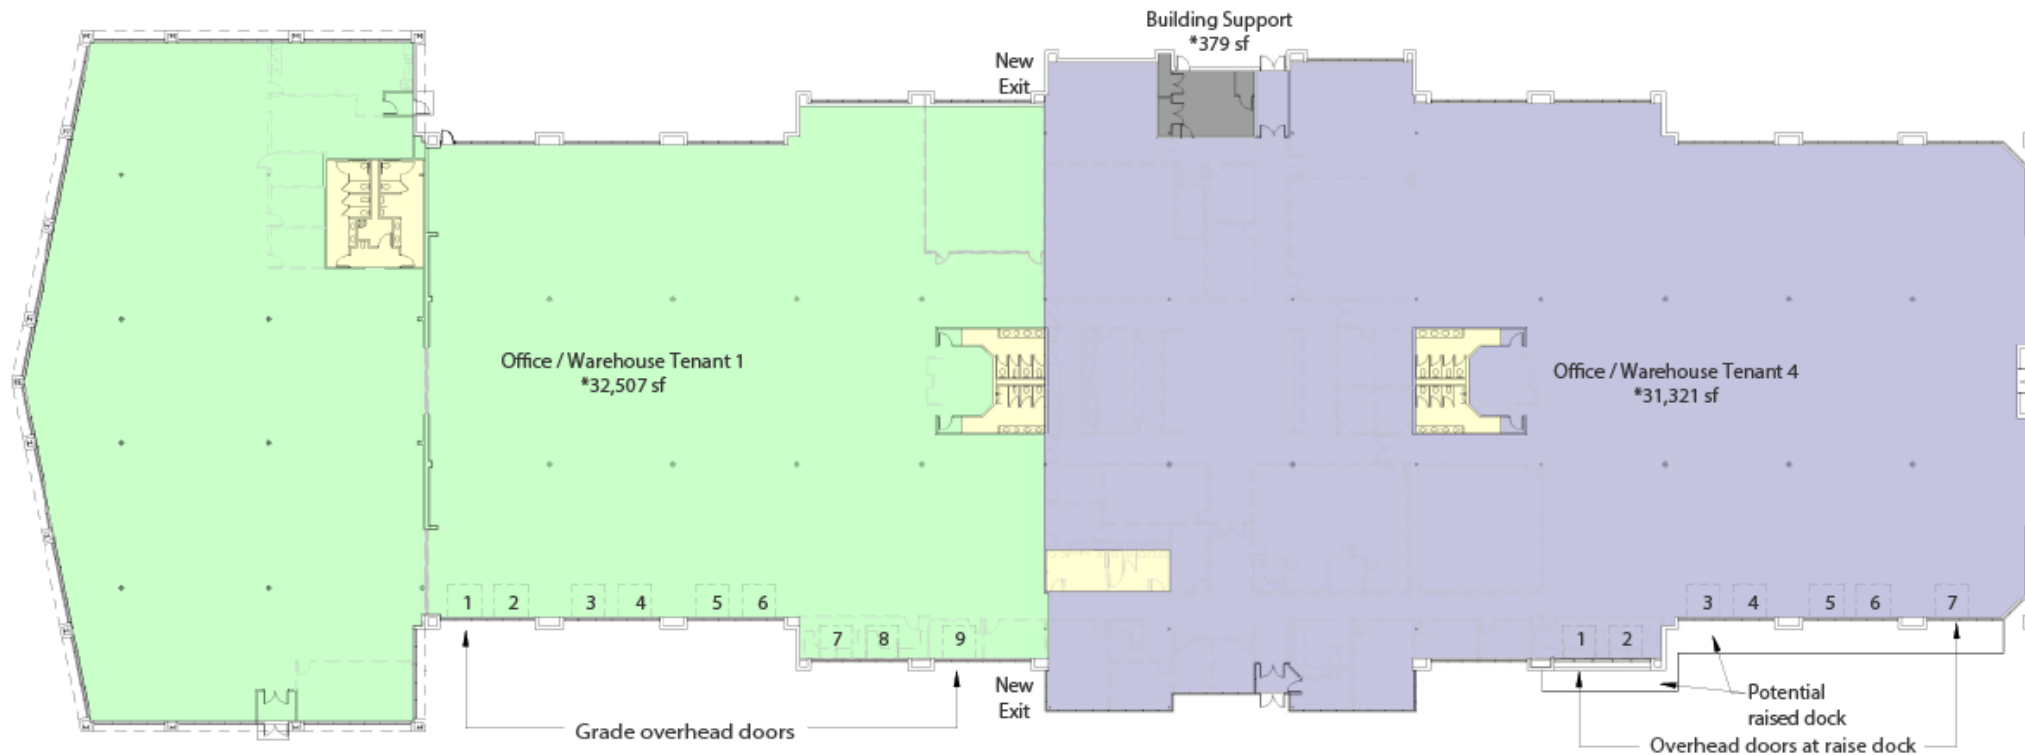 Building Support
*379 sf
New
Exit
Office / Warehouse Tenant 1
*32,507 sf
Office / Warehouse Tenant 4
*31,321 sf
1 2 3 4 5 6
7 8 9
3 4 5 6 7
1 2
New
Exit
Grade overhead doors
Potential
raised dock
Overhead doors at raise dock